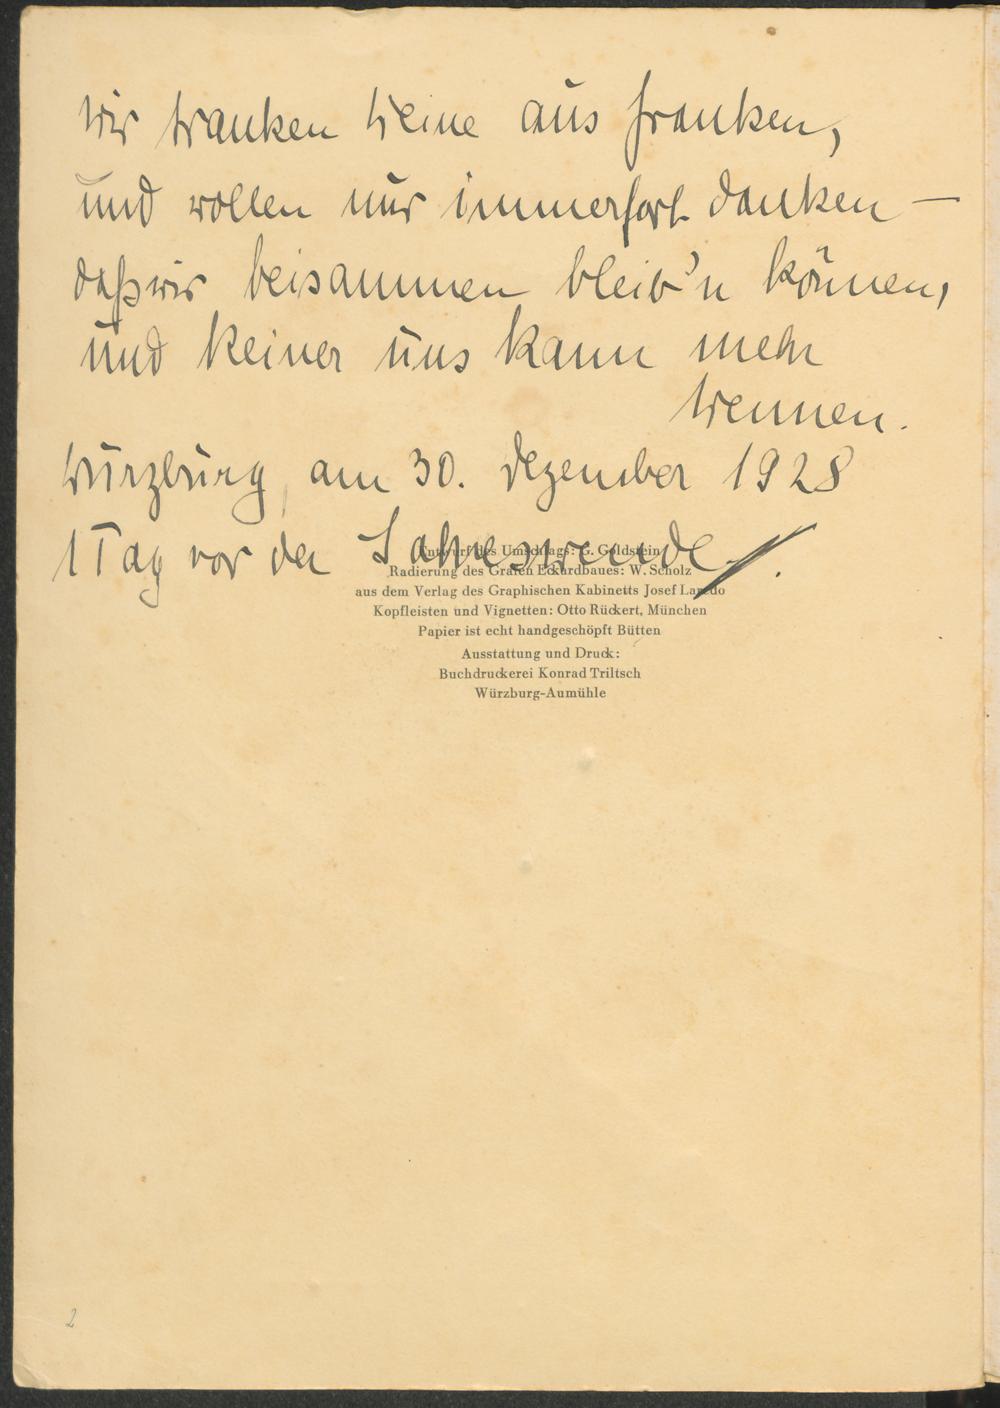 Wir tranken Weine aus Franken,
und wollen nur immerfort danken –
daß wir beisammen bleib'n können,
und keiner uns kann mehr
trennen.
Würzburg, am 30. Dezember 1928
1 Tag vor der Jahreswende.
Entwurf des Umschlags: G. Goldstein
Radierung des Grafen Eckardbaues: W. Scholz
aus dem Verlag des Graphischen Kabinetts Josef Laredo
Kopfleisten und Vignetten: Otto Rückert, München
Papier ist echt handgeschöpft Bütten
Ausstattung und Druck:
Buchdruckerei Konrad Triltsch
Würzburg-Aumühle
2